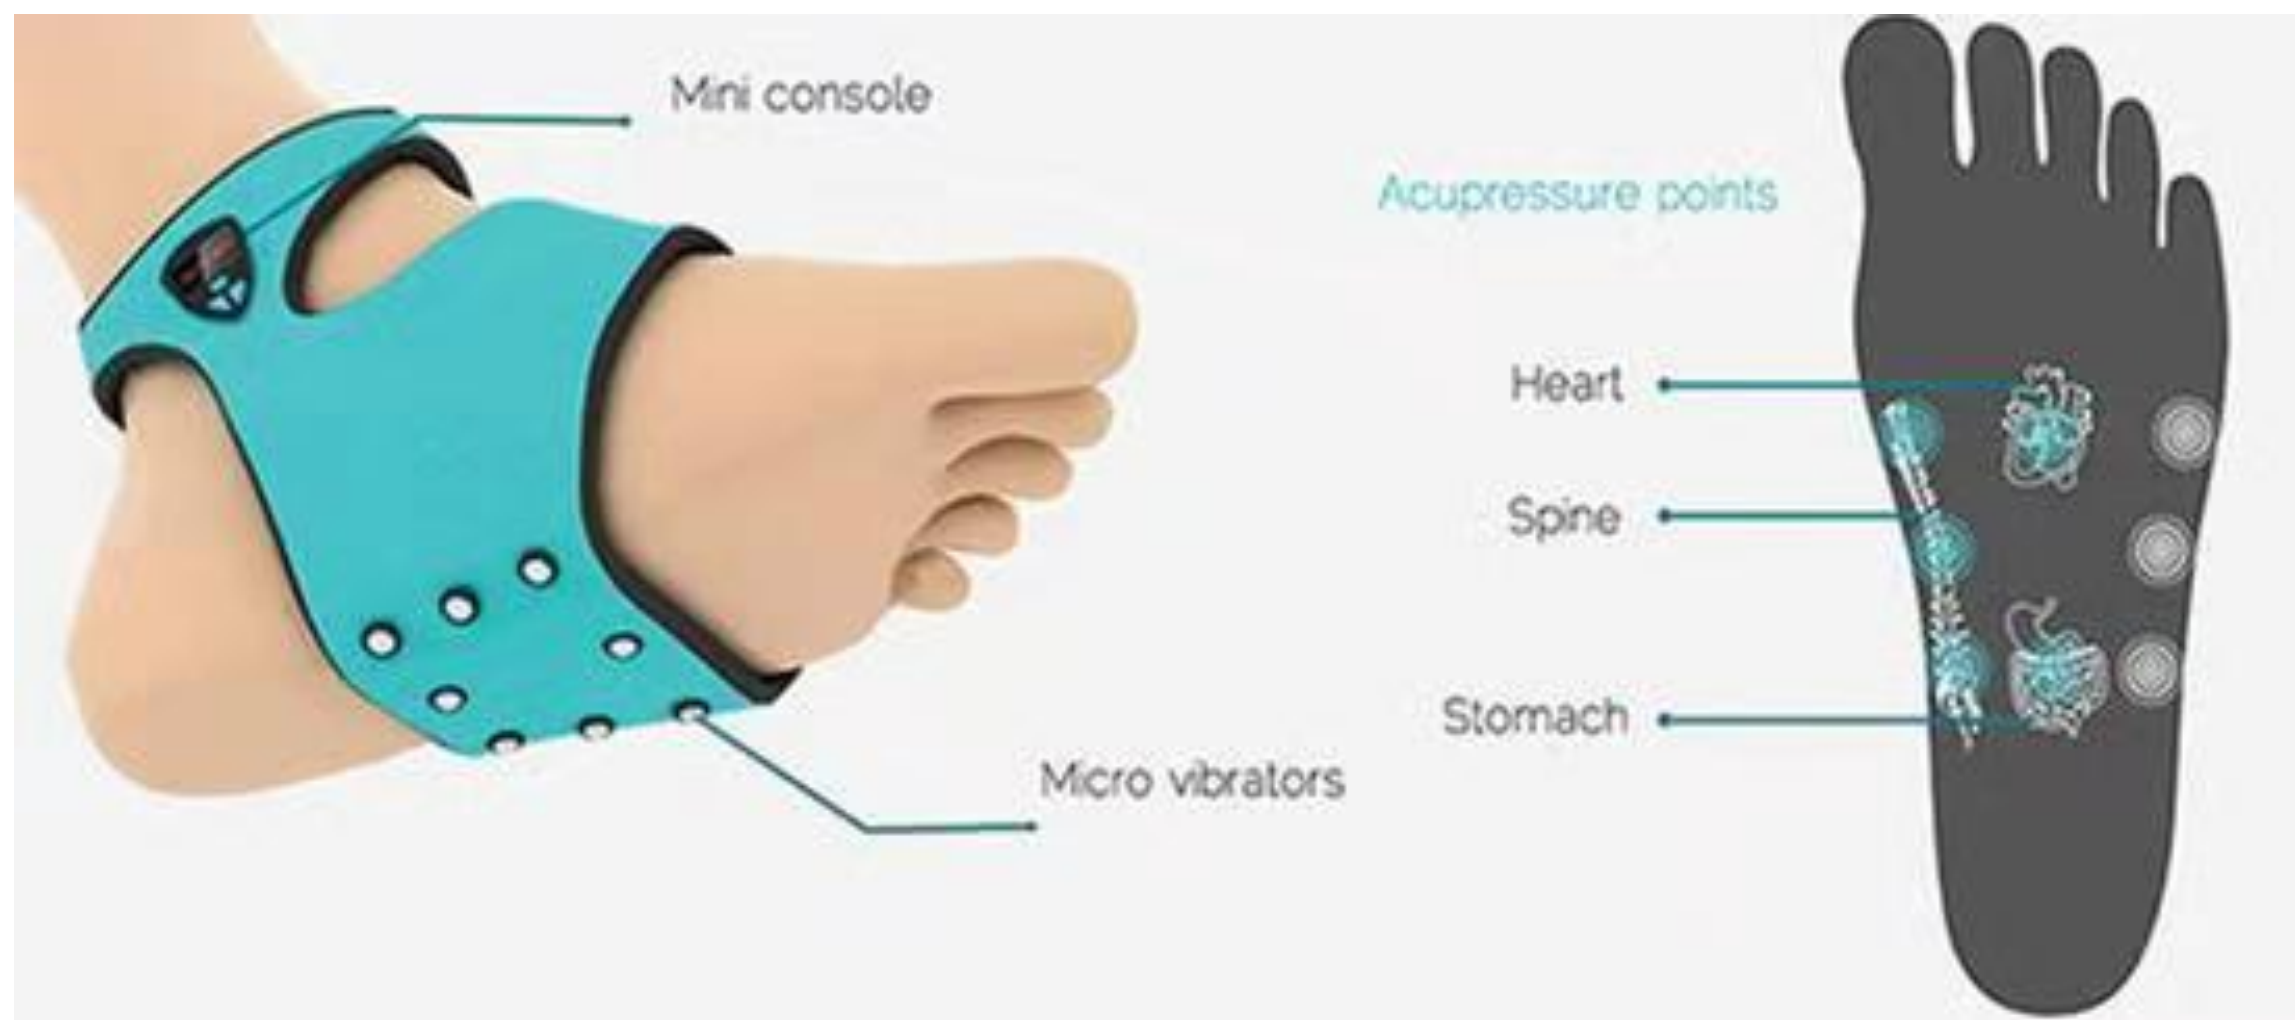 Mini console
Micro vibrators
Acupressure points
Heart
Spine
Stomach